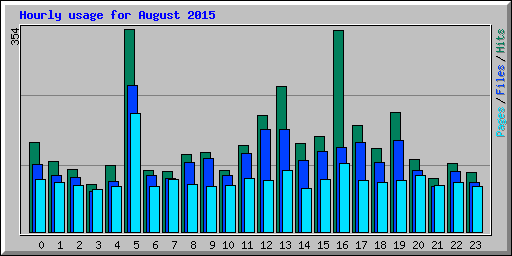 Hourly usage for August 2015
354
Pages / Files / Hits
0 1 2 3 4 5 6 7 8 9 10 11 12 13 14 15 16 17 18 19 20 21 22 23